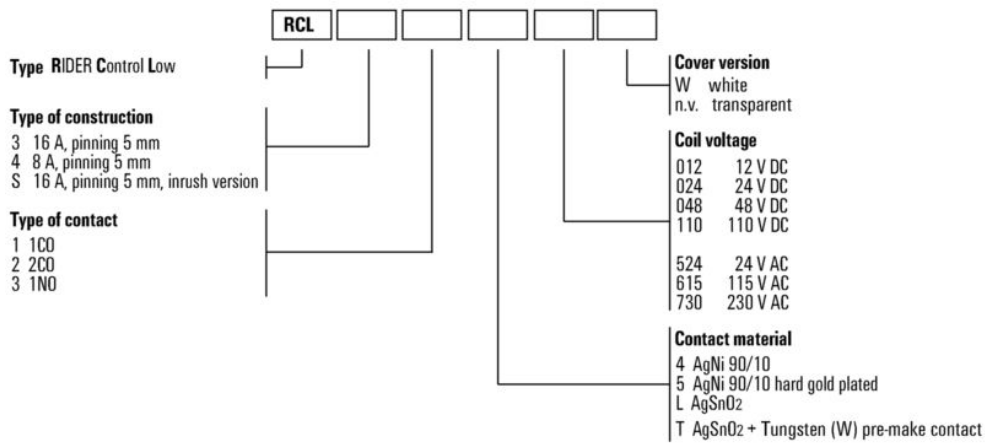 RCL
Type RIDER Control Low
Type of construction
3 16 A, pinning 5 mm
4 8 A, pinning 5 mm
S 16 A, pinning 5 mm, inrush version
Type of contact
1 1CO
2 2CO
3 1NO
Cover version
W white
n.v. transparent
Coil voltage
012 12 V DC
024 24 V DC
048 48 V DC
110 110 V DC
524 24 V AC
615 115 V AC
730 230 V AC
Contact material
4 AgNi 90/10
5 AgNi 90/10 hard gold plated
L AgSnO2
T AgSnO2 + Tungsten (W) pre-make contact